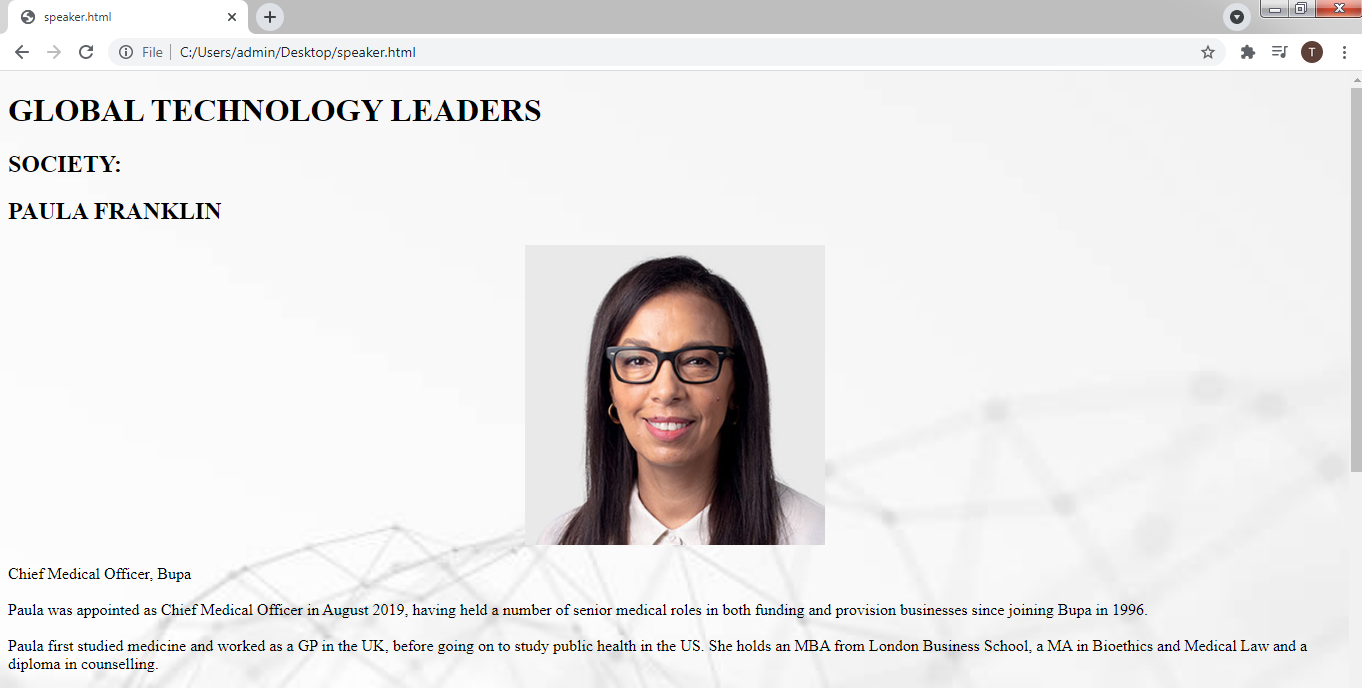 speaker.html
File
C:/Users/admin/Desktop/speaker.html
T
GLOBAL TECHNOLOGY LEADERS
SOCIETY:
PAULA FRANKLIN
Chief Medical Officer, Bupa
Paula was appointed as Chief Medical Officer in August 2019, having held a number of senior medical roles in both funding and provision businesses since joining Bupa in 1996.
Paula first studied medicine and worked as a GP in the UK, before going on to study public health in the US. She holds an MBA from London Business School, a MA in Bioethics and Medical Law and a
diploma in counselling.